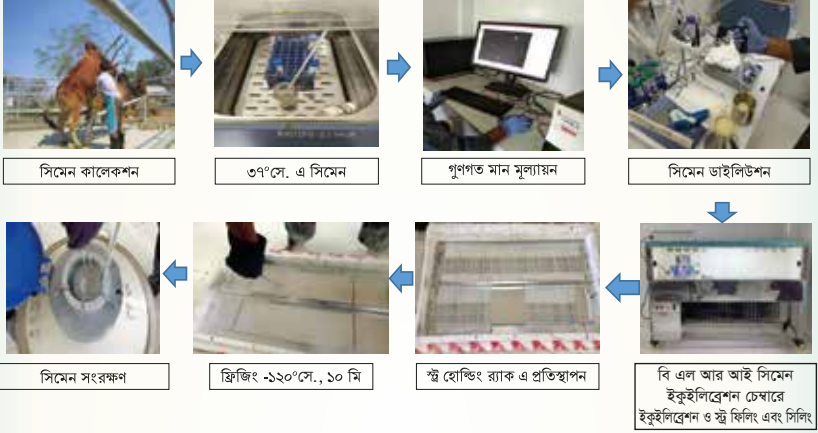 সিমেন কালেকশন
৩৭°সে. এ সিমেন
গুণগত মান মূল্যায়ন
সিমেন ডাইলিউশন
বি এল আর আই সিমেন
ইকুইলিব্রেশন চেম্বারে
ইকুইলিব্রেশন ও স্ট্র ফিলিং এবং সিলিং
স্ট্র হোল্ডিং র‍্যাক এ প্রতিস্থাপন
ফ্রিজিং -১২০°সে., ১০ মি
সিমেন সংরক্ষণ